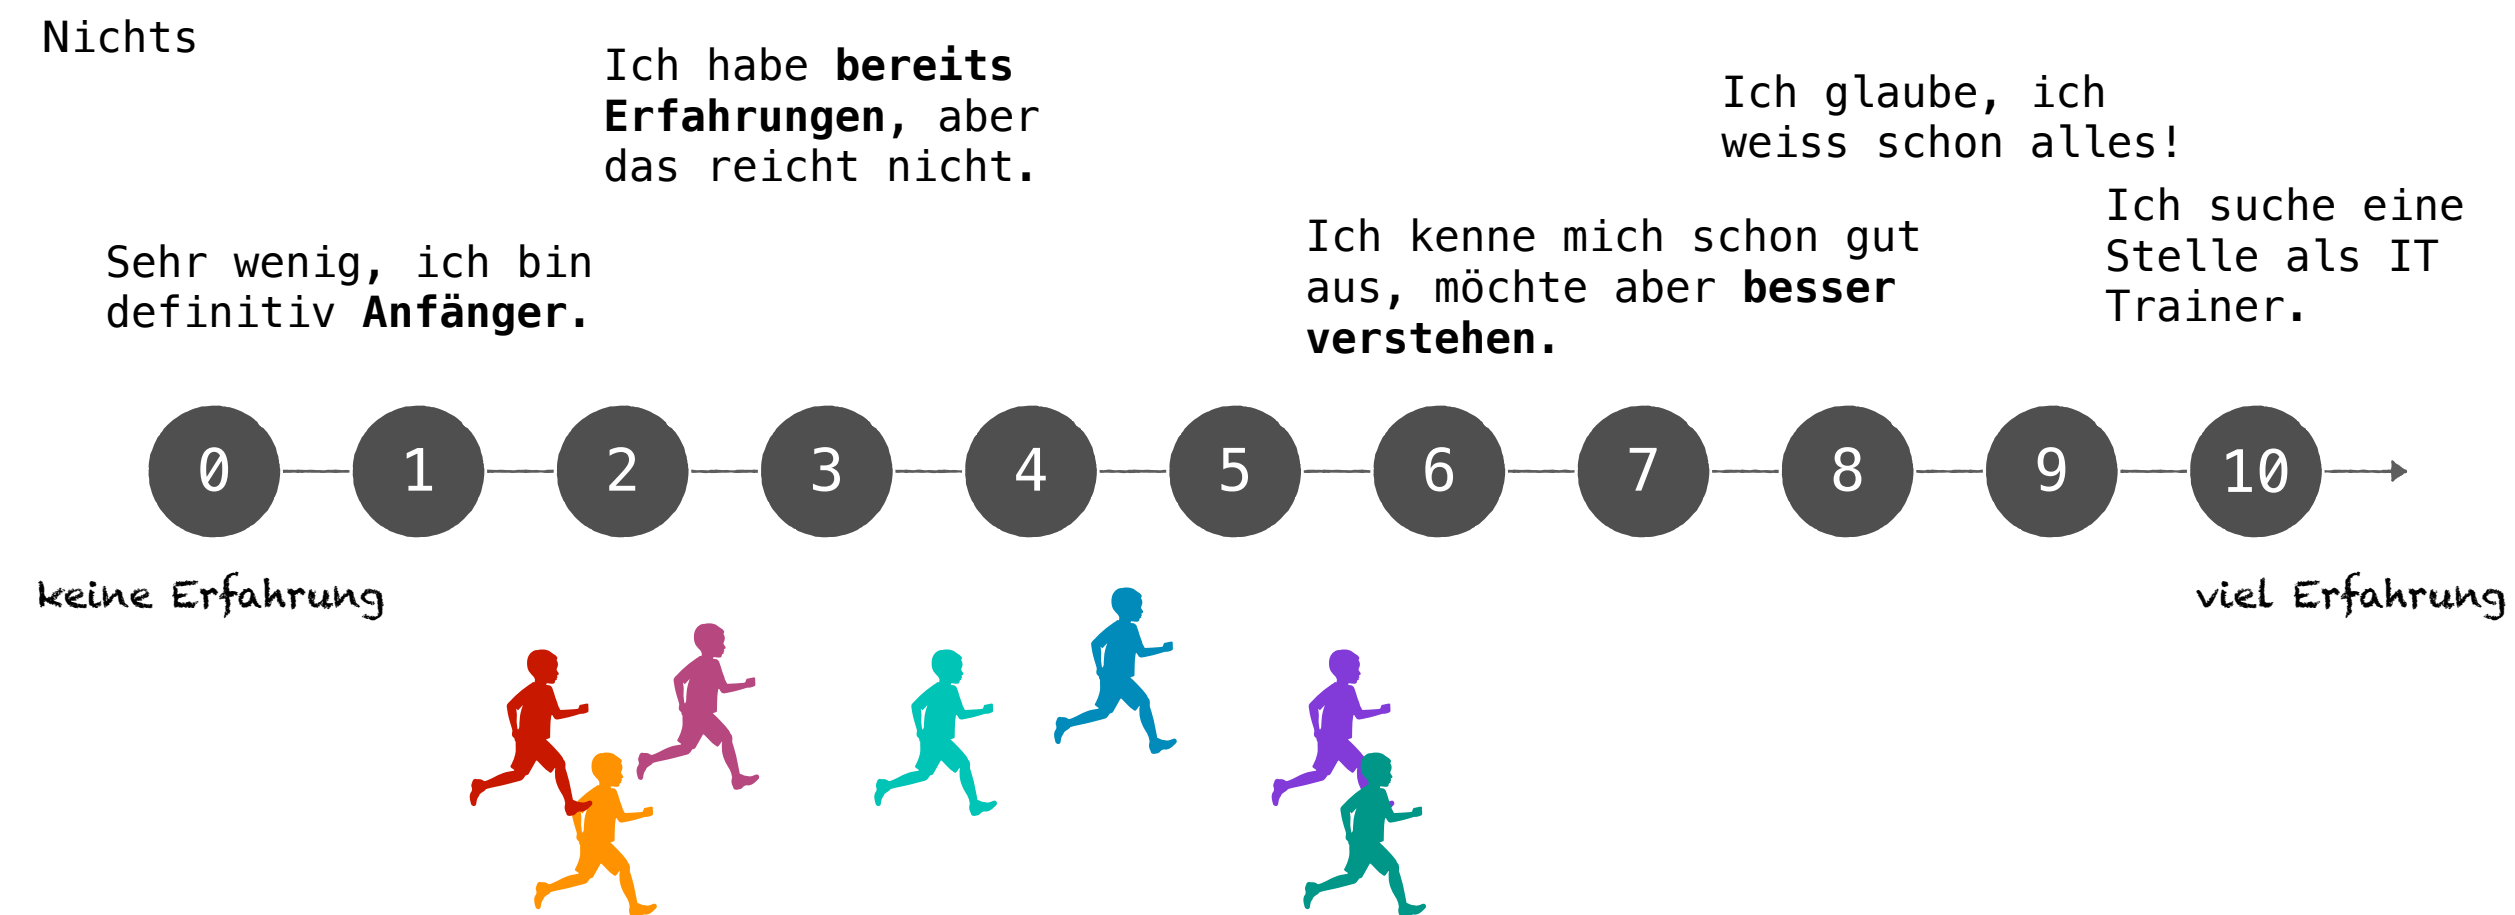 Nichts
Ich habe bereits
Erfahrungen, aber
das reicht nicht.
Ich glaube, ich
weiss schon alles!
Sehr wenig, ich bin
definitiv Anfänger.
Ich kenne mich schon gut
aus, möchte aber besser
verstehen.
Ich suche eine
Stelle als IT
Trainer.
0 1 2 3 4 5 6 7 8 9 10
keine Erfahrung
viel Erfahrung